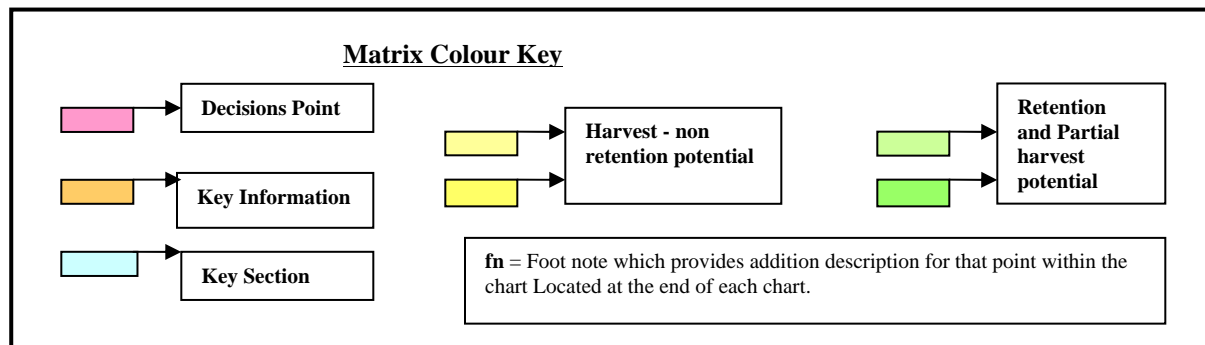 Matrix Colour Key
Decisions Point
Key Information
Key Section
Harvest - non
retention potential
Retention
and Partial
harvest
potential
fn = Foot note which provides addition description for that point within the
chart Located at the end of each chart.